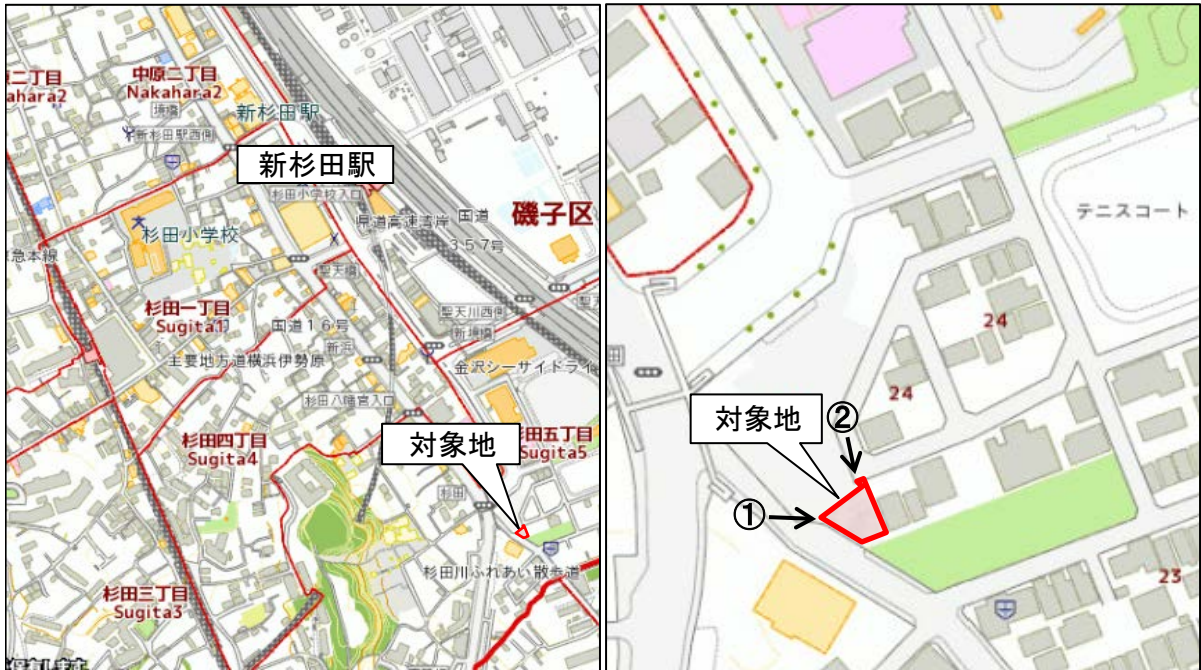 二丁目
ahara2
中原二丁目
Nakahara2
境橋
新杉田駅
新杉田駅西側
新杉田駅
杉田小学校入口
磯子区
県道高速湾岸
国道
357号
杉田小学校
急本線
聖天橋
杉田一丁目
Sugita1
国道16号
聖天川西側
新浜
主要地方道横浜伊勢原
金沢シーサイドライ
杉田八幡宮入口
対象地
杉田四丁目
Sugita4
田五丁目
Sugita5
杉田
杉田川ふれあい散歩道
杉田三丁目
Sugita3
テニスコート
24
24
田
対象地
②
①
23